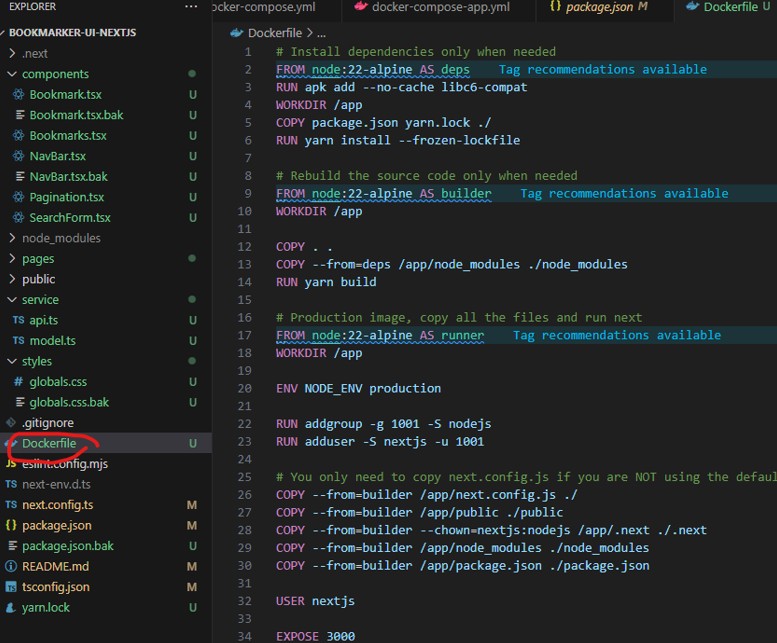 EXPLORER
...
BOOKMARKER-UI-NEXTJS
.next
components
Bookmark.tsx U
Bookmark.tsx.bak U
Bookmarks.tsx U
NavBar.tsx U
NavBar.tsx.bak U
Pagination.tsx U
SearchForm.tsx U
node_modules
pages
public
service
TS api.ts U
TS model.ts U
styles
# globals.css U
globals.css.bak U
.gitignore
Dockerfile U
JS eslint.config.mjs
TS next-env.d.ts
TS next.config.ts M
{} package.json M
package.json.bak U
README.md M
TS tsconfig.json M
yarn.lock U
ocker-compose.yml
docker-compose-app.yml
{} package.json M
Dockerfile U
Dockerfile > ...
1 # Install dependencies only when needed
2 FROM node:22-alpine AS deps Tag recommendations available
3 RUN apk add --no-cache libc6-compat
4 WORKDIR /app
5 COPY package.json yarn.lock ./
6 RUN yarn install --frozen-lockfile
7
8 # Rebuild the source code only when needed
9 FROM node:22-alpine AS builder Tag recommendations available
10 WORKDIR /app
11
12 COPY . .
13 COPY --from=deps /app/node_modules ./node_modules
14 RUN yarn build
15
16 # Production image, copy all the files and run next
17 FROM node:22-alpine AS runner Tag recommendations available
18 WORKDIR /app
19
20 ENV NODE_ENV production
21
22 RUN addgroup -g 1001 -S nodejs
23 RUN adduser -S nextjs -u 1001
24
25 # You only need to copy next.config.js if you are NOT using the defaul
26 COPY --from=builder /app/next.config.js ./
27 COPY --from=builder /app/public ./public
28 COPY --from=builder --chown=nextjs:nodejs /app/.next ./.next
29 COPY --from=builder /app/node_modules ./node_modules
30 COPY --from=builder /app/package.json ./package.json
31
32 USER nextjs
33
34 EXPOSE 3000